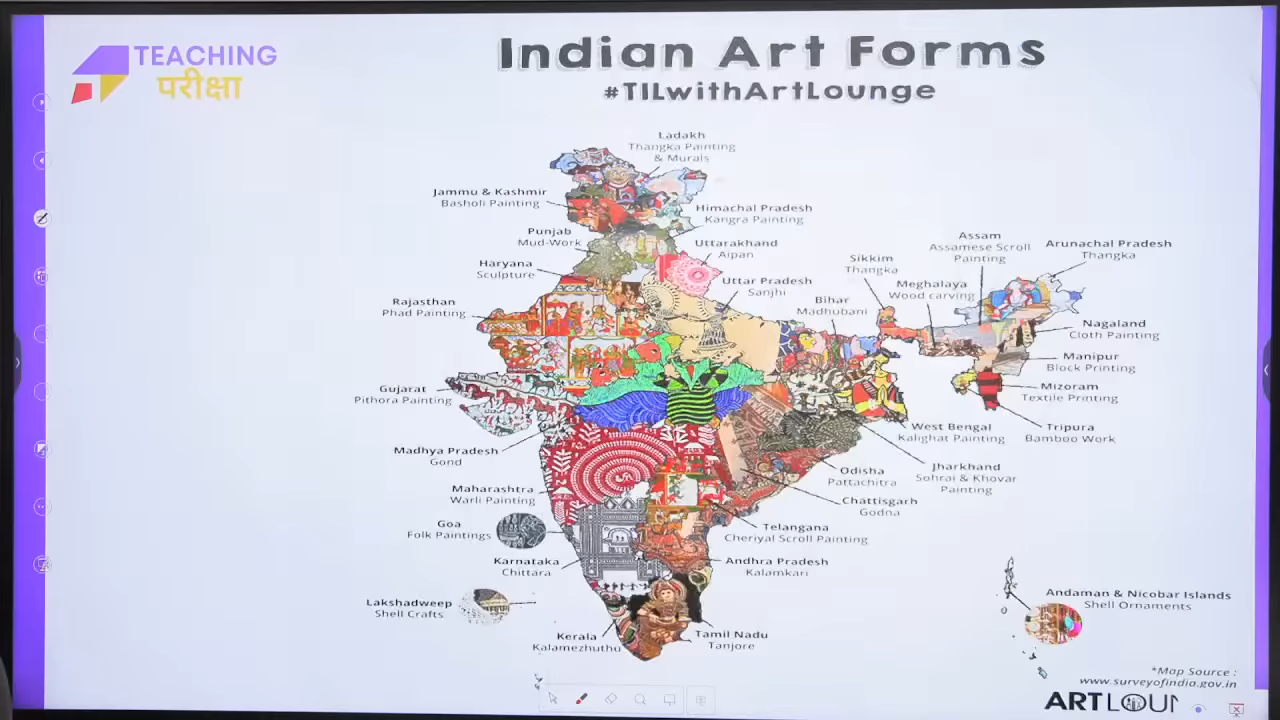 TEACHING
परीक्षा
Indian Art Forms
#TILwithArtLounge
Ladakh
Thangka Painting
& Murals
Jammu & Kashmir
Basholi Painting
Himachal Pradesh
Kangra Painting
Punjab
Mud-Work
Uttarakhand
Aipan
Haryana
Sculpture
Uttar Pradesh
Sanjhi
Rajasthan
Phad Painting
Bihar
Madhubani
Sikkim
Thangka
Assam
Assamese Scroll
Painting
Arunachal Pradesh
Thangka
Meghalaya
Wood carving
Nagaland
Cloth Painting
Manipur
Block Printing
Mizoram
Textile Printing
Tripura
Bamboo Work
Gujarat
Pithora Painting
West Bengal
Kalighat Painting
Madhya Pradesh
Gond
Jharkhand
Sohrai & Khovar
Painting
Odisha
Pattachitra
Chattisgarh
Godna
Maharashtra
Warli Painting
Goa
Folk Paintings
Telangana
Cheriyal Scroll Painting
Karnataka
Chittara
Andhra Pradesh
Kalamkari
Lakshadweep
Shell Crafts
Andaman & Nicobar Islands
Shell Ornaments
Kerala
Kalamezhuthu
Tamil Nadu
Tanjore
*Map Source :
www.surveyofindia.gov.in
ARTLOUN